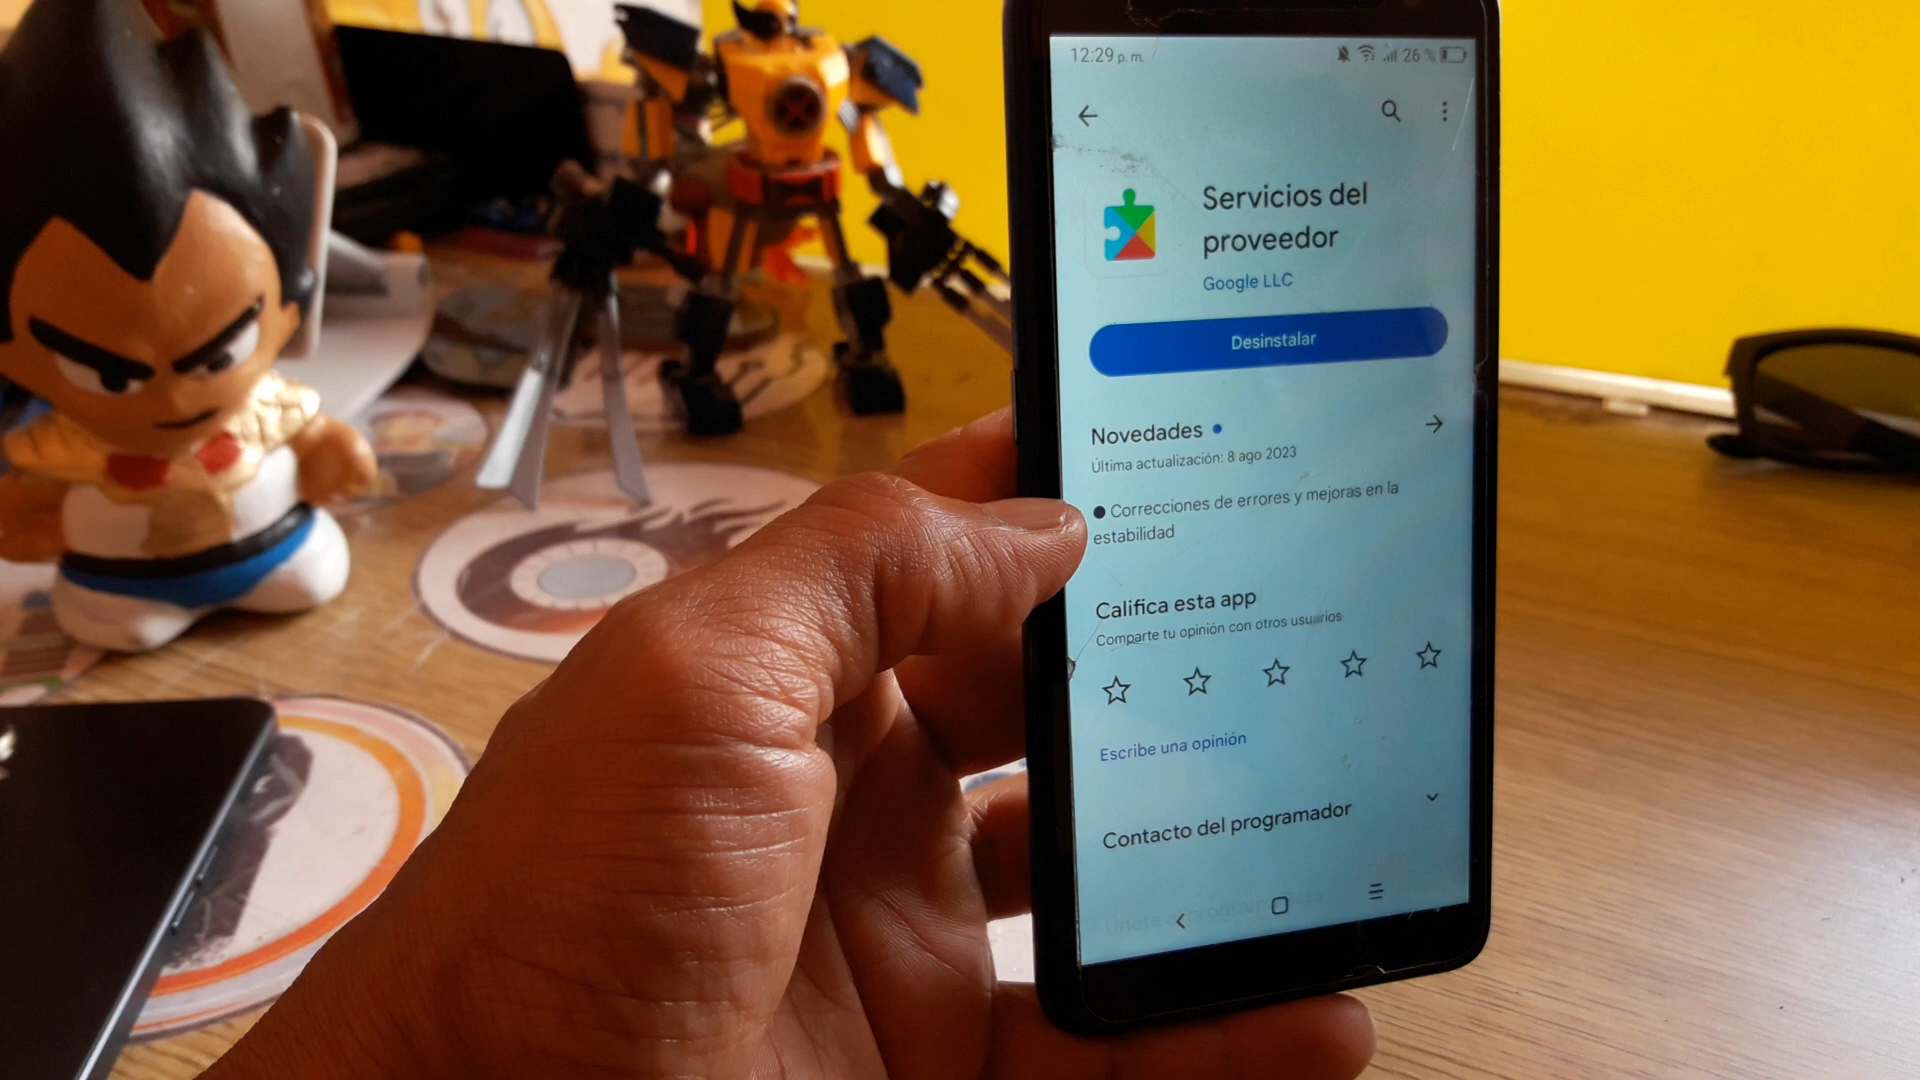 12:29 p. m.
26 %
Servicios del
proveedor
Google LLC
Desinstalar
Novedades
Última actualización: 8 ago 2023
● Correcciones de errores y mejoras en la
estabilidad
Califica esta app
Comparte tu opinión con otros usuarios
Escribe una opinión
Contacto del programador